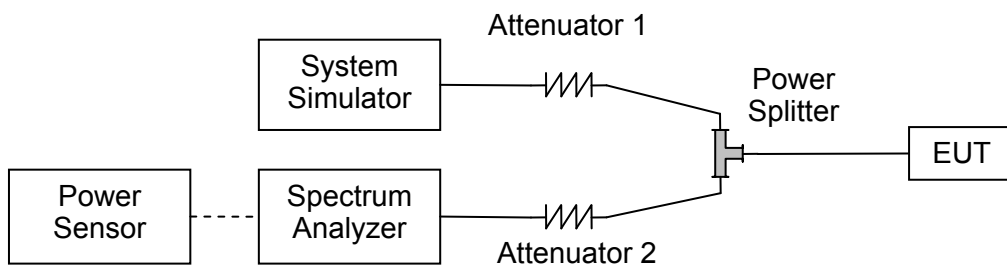 Attenuator 1
System
Simulator
Power
Splitter
EUT
Power
Sensor
Spectrum
Analyzer
Attenuator 2